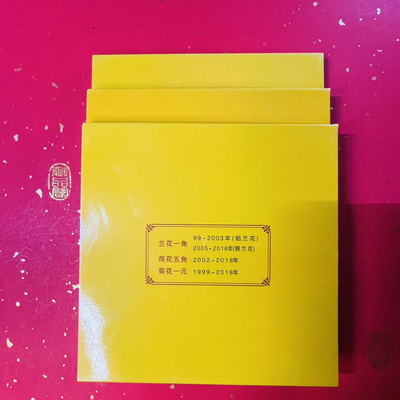 兰花一角 99-2003年(铝兰花)
2005-2016年(钢兰花)
荷花五角 2002-2018年
菊花一元 1999-2018年